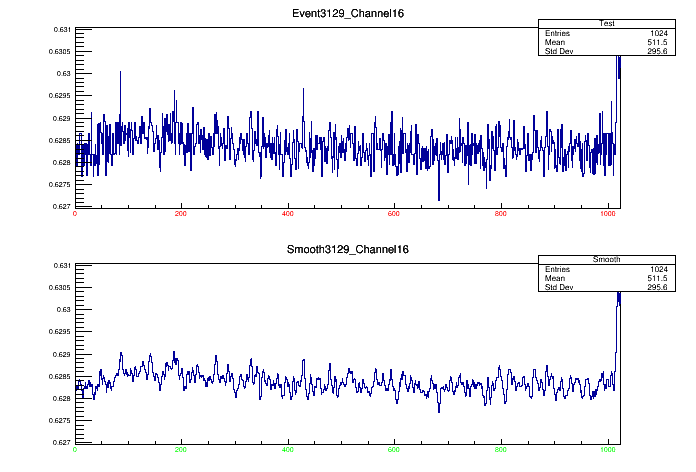 Event3129_Channel16
Test
Entries 1024
Mean 511.5
Std Dev 295.6
0.631
0.6305
0.63
0.6295
0.629
0.6285
0.628
0.6275
0.627
0 200 400 600 800 1000
Smooth3129_Channel16
Smooth
Entries 1024
Mean 511.5
Std Dev 295.6
0.631
0.6305
0.63
0.6295
0.629
0.6285
0.628
0.6275
0.627
0 200 400 600 800 1000